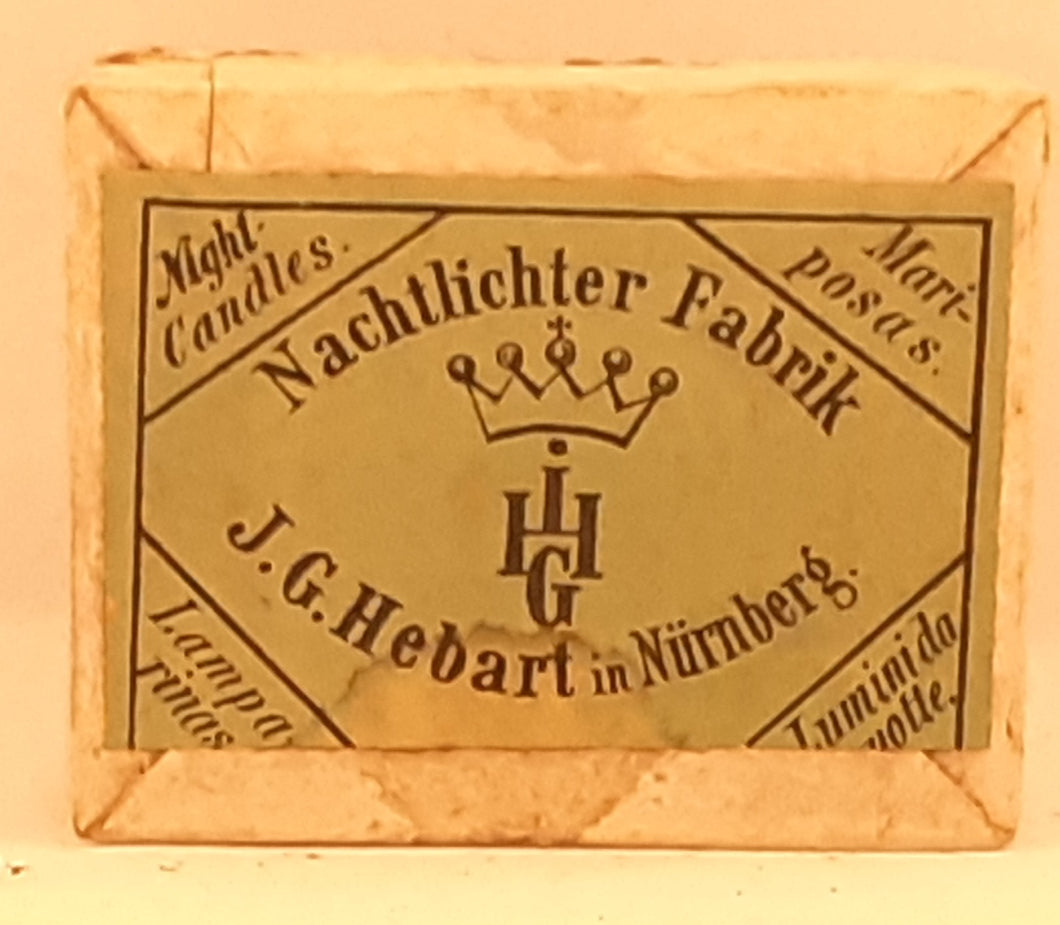 Night-
Candles.
Mari-
posas.
Nachtlichter Fabrik
I
H
G
J. G. Hebart in Nürnberg.
Lampa-
rinas
Lumini da
notte.